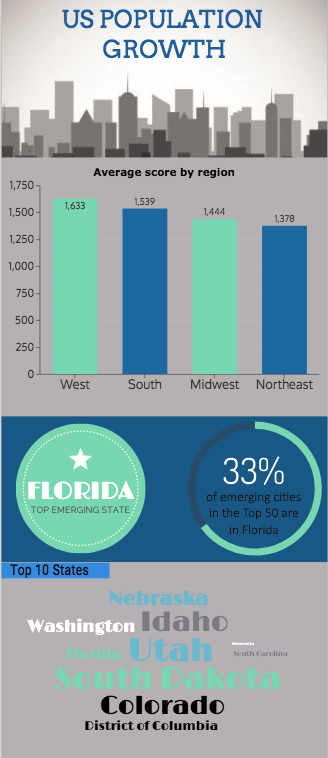 US POPULATION
GROWTH
Average score by region
1,750
1,500
1,250
1,000
750
500
250
0
1,633
1,539
1,444
1,378
West South Midwest Northeast
FLORIDA
TOP EMERGING STATE
33%
of emerging cities
in the Top 50 are
in Florida
Top 10 States
Nebraska
Washington Idaho
Florida Utah South Carolina
South Dakota
Colorado
District of Columbia